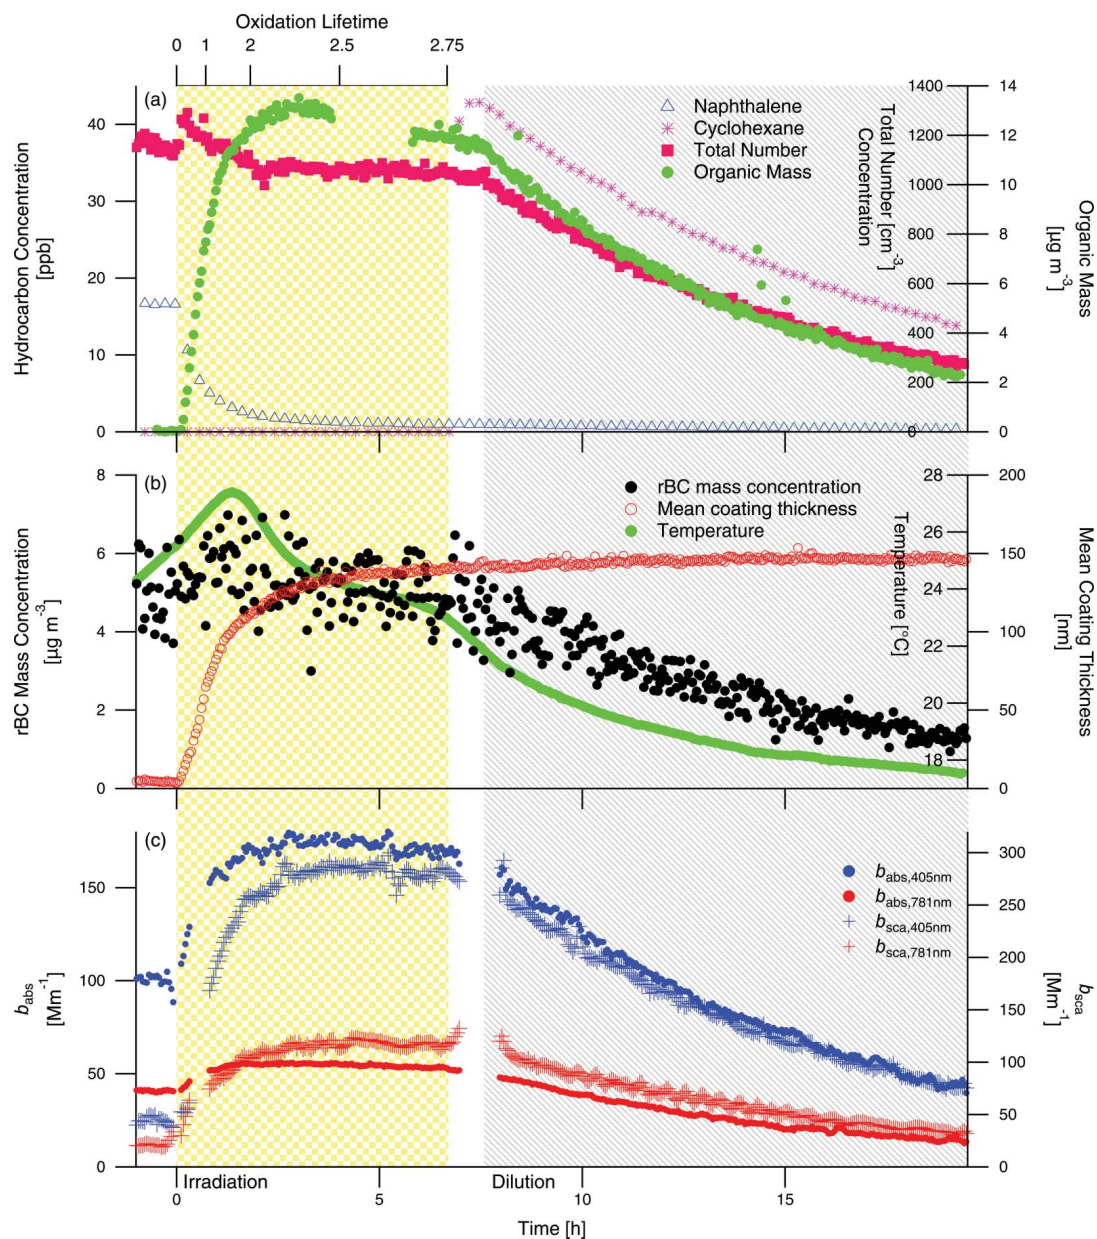 Oxidation Lifetime
0 1 2 2.5 2.75
(a)
Naphthalene
Cyclohexane
Total Number
Organic Mass
Hydrocarbon Concentration
[ppb]
40
30
20
10
0
Total Number [cm-3]
Concentration
1400
1200
1000
800
600
400
200
0
Organic Mass
[µg m-3]
14
12
10
8
6
4
2
0
(b)
rBC mass concentration
Mean coating thickness
Temperature
rBC Mass Concentration
[µg m-3]
8
6
4
2
0
Temperature [°C]
28
26
24
22
20
18
Mean Coating Thickness
[nm]
200
150
100
50
0
(c)
babs,405nm
babs,781nm
bsca,405nm
bsca,781nm
babs
[Mm-1]
150
100
50
0
bsca
[Mm-1]
300
250
200
150
100
50
0
Irradiation
Dilution
0 5 10 15
Time [h]